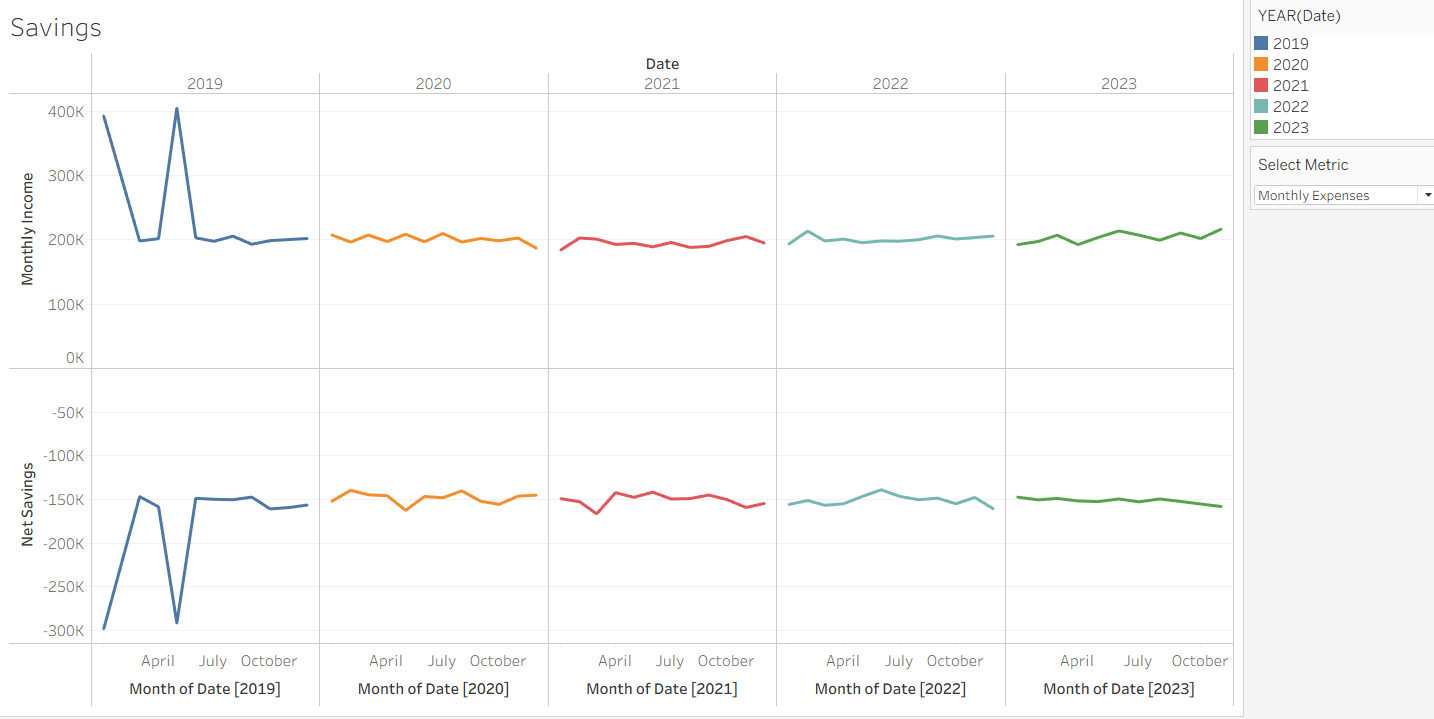 Savings
Date
2019 2020 2021 2022 2023
Monthly Income
400K
300K
200K
100K
0K
Net Savings
-50K
-100K
-150K
-200K
-250K
-300K
April July October April July October April July October April July October April July October
Month of Date [2019] Month of Date [2020] Month of Date [2021] Month of Date [2022] Month of Date [2023]
YEAR(Date)
2019
2020
2021
2022
2023
Select Metric
Monthly Expenses